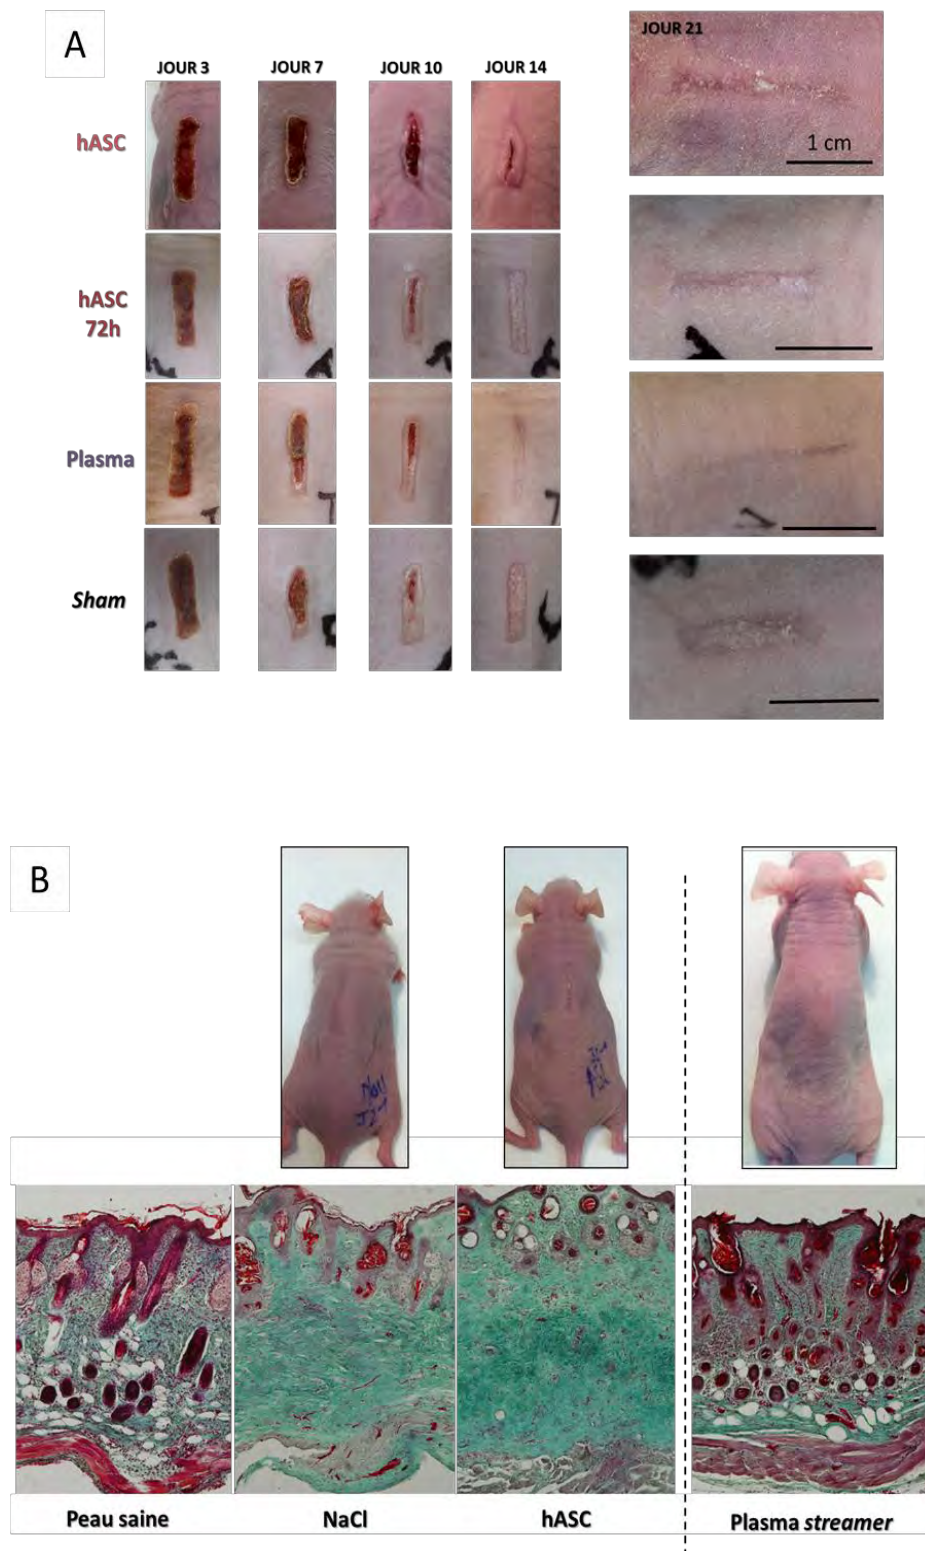 A
JOUR 3
JOUR 7
JOUR 10
JOUR 14
JOUR 21
hASC
1 cm
hASC
72h
Plasma
Sham
B
Peau saine
NaCl
hASC
Plasma streamer